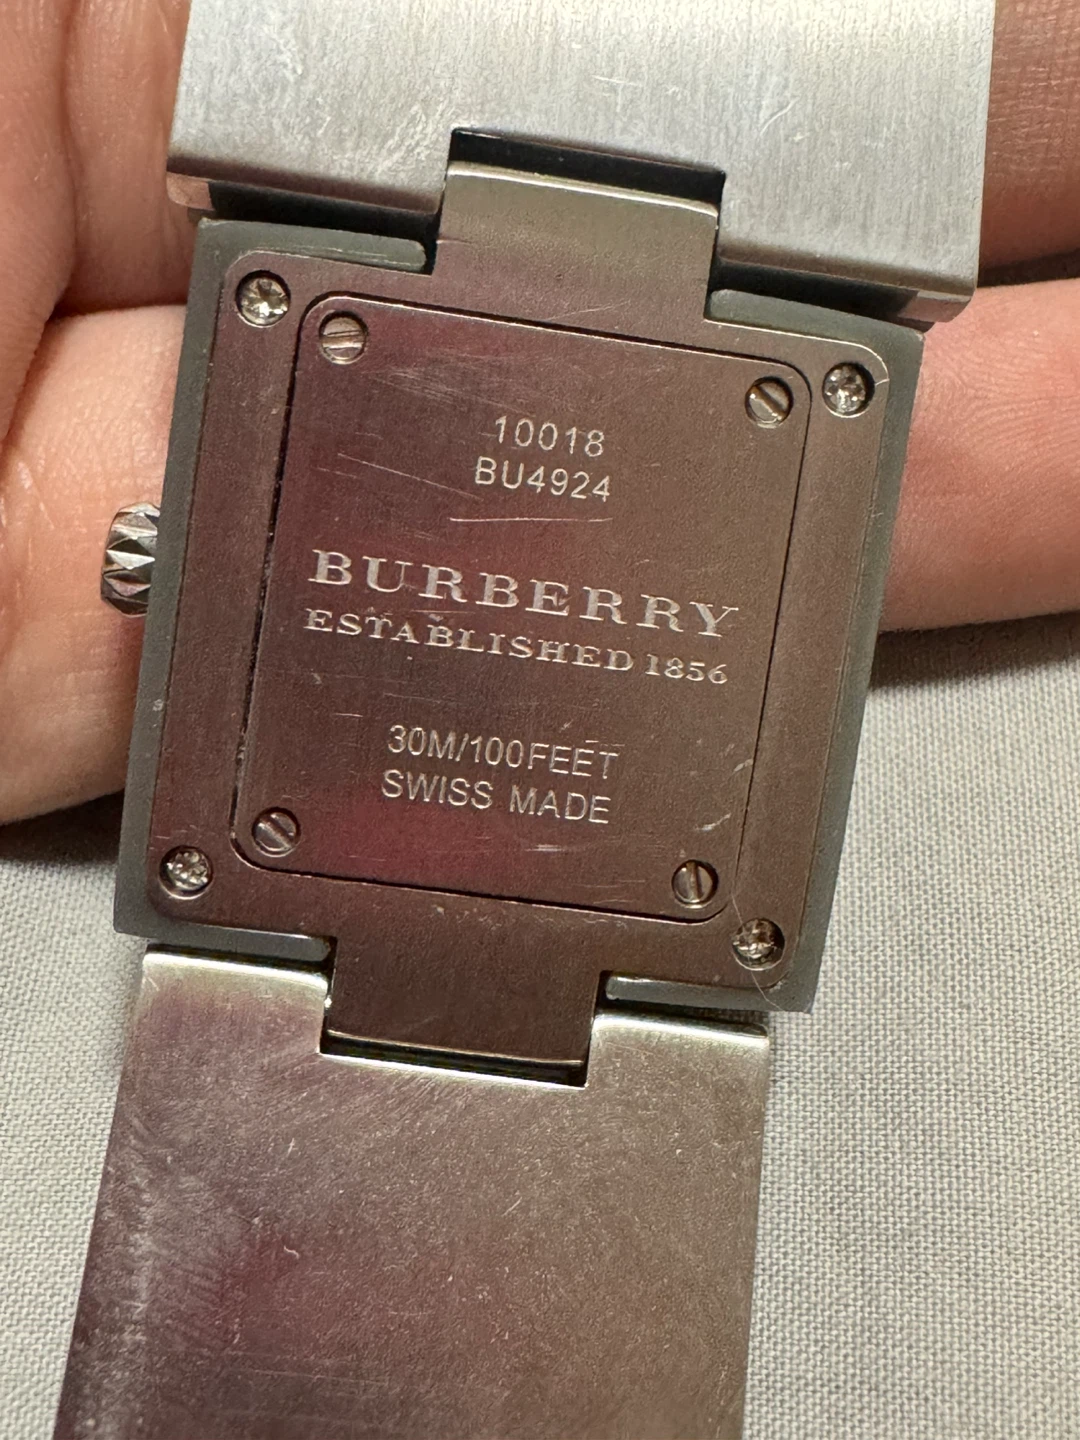 10018
BU4924
BURBERRY
ESTABLISHED 1856
30M/100FEET
SWISS MADE